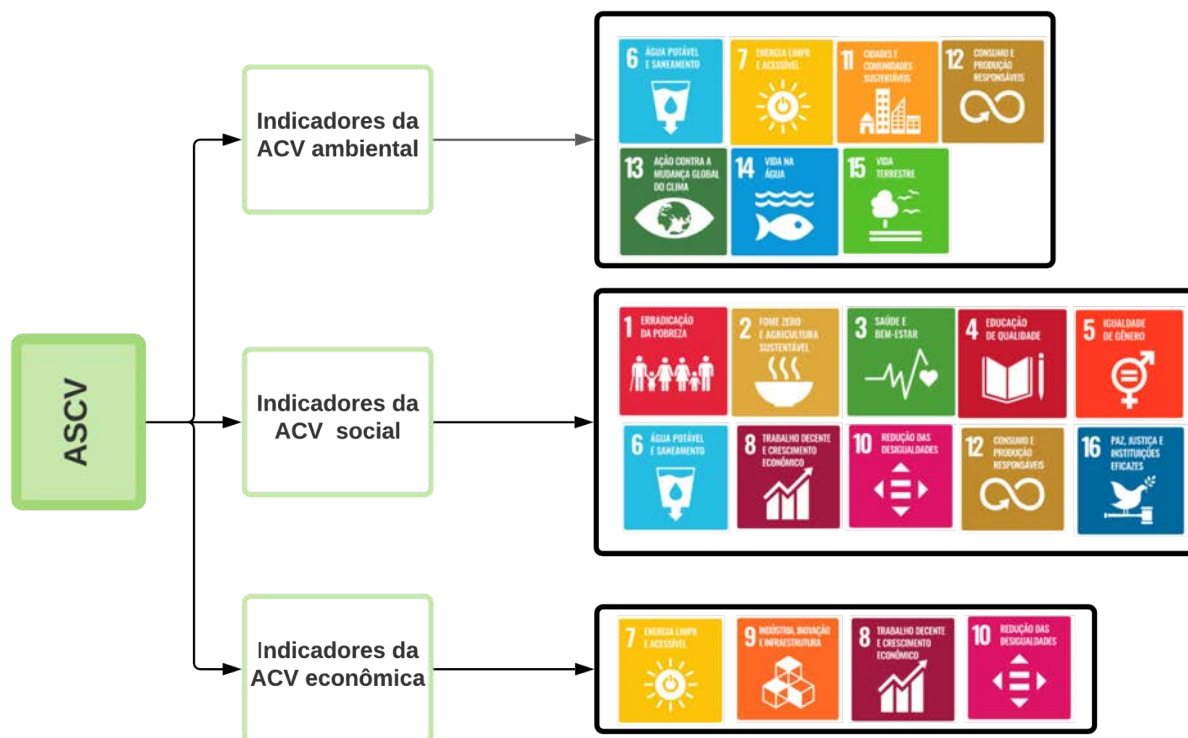 ASCV
Indicadores da
ACV ambiental
6 ÁGUA POTÁVEL
E SANEAMENTO
7 ENERGIA LIMPA
E ACESSÍVEL
11 CIDADES E
COMUNIDADES
SUSTENTÁVEIS
12 CONSUMO E
PRODUÇÃO
RESPONSÁVEIS
13 AÇÃO CONTRA A
MUDANÇA GLOBAL
DO CLIMA
14 VIDA NA
ÁGUA
15 VIDA
TERRESTRE
Indicadores da
ACV social
1 ERRADICAÇÃO
DA POBREZA
2 FOME ZERO
E AGRICULTURA
SUSTENTÁVEL
3 SAÚDE E
BEM-ESTAR
4 EDUCAÇÃO
DE QUALIDADE
5 IGUALDADE
DE GÊNERO
6 ÁGUA POTÁVEL
E SANEAMENTO
8 TRABALHO DECENTE
E CRESCIMENTO
ECONÔMICO
10 REDUÇÃO DAS
DESIGUALDADES
12 CONSUMO E
PRODUÇÃO
RESPONSÁVEIS
16 PAZ, JUSTIÇA E
INSTITUIÇÕES
EFICAZES
Indicadores da
ACV econômica
7 ENERGIA LIMPA
E ACESSÍVEL
9 INDÚSTRIA, INOVAÇÃO
E INFRAESTRUTURA
8 TRABALHO DECENTE
E CRESCIMENTO
ECONÔMICO
10 REDUÇÃO DAS
DESIGUALDADES